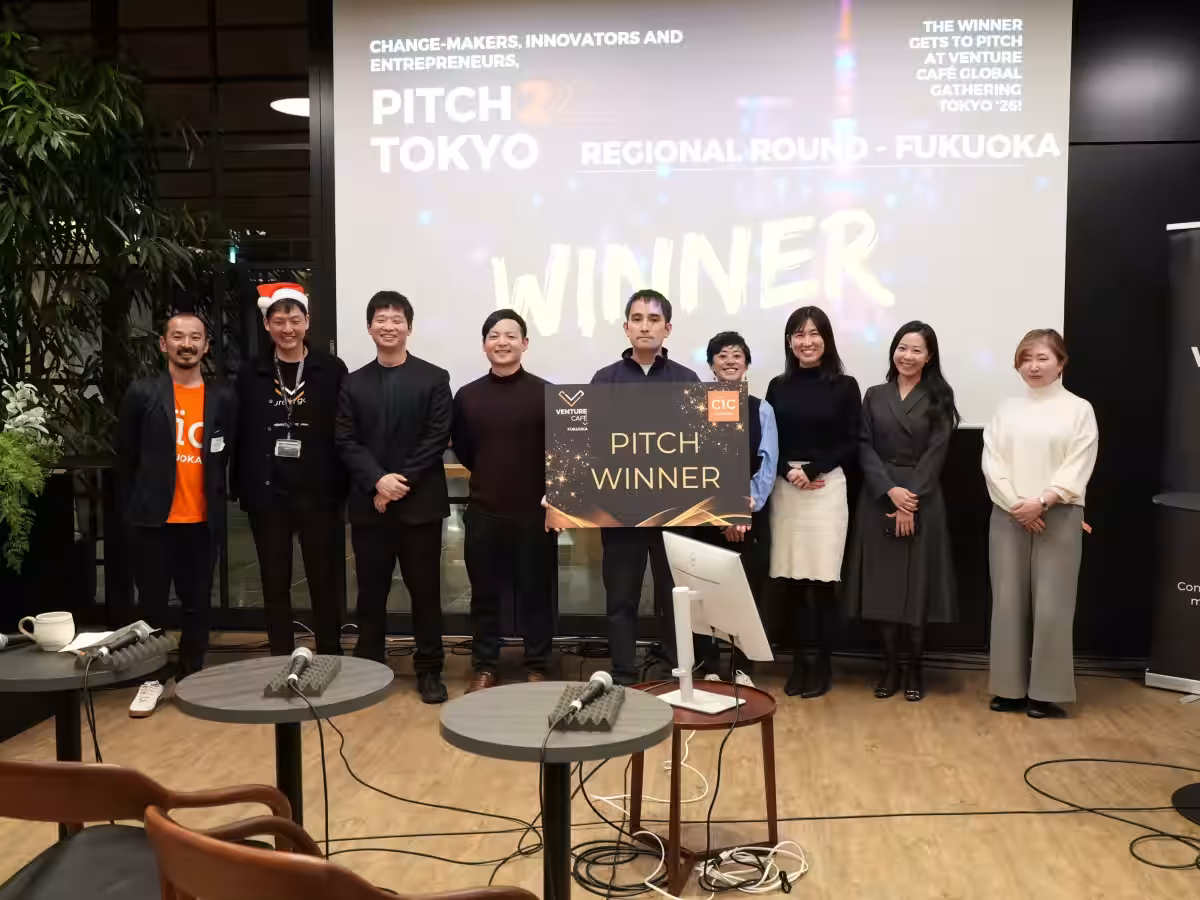 CHANGE-MAKERS, INNOVATORS AND
ENTREPRENEURS,
PITCH 2
TOKYO
REGIONAL ROUND - FUKUOKA
THE WINNER
GETS TO PITCH
AT VENTURE
CAFÉ GLOBAL
GATHERING
TOKYO '26!
WINNER
VENTURE
CAFÉ
FUKUOKA
CIC
PITCH
WINNER